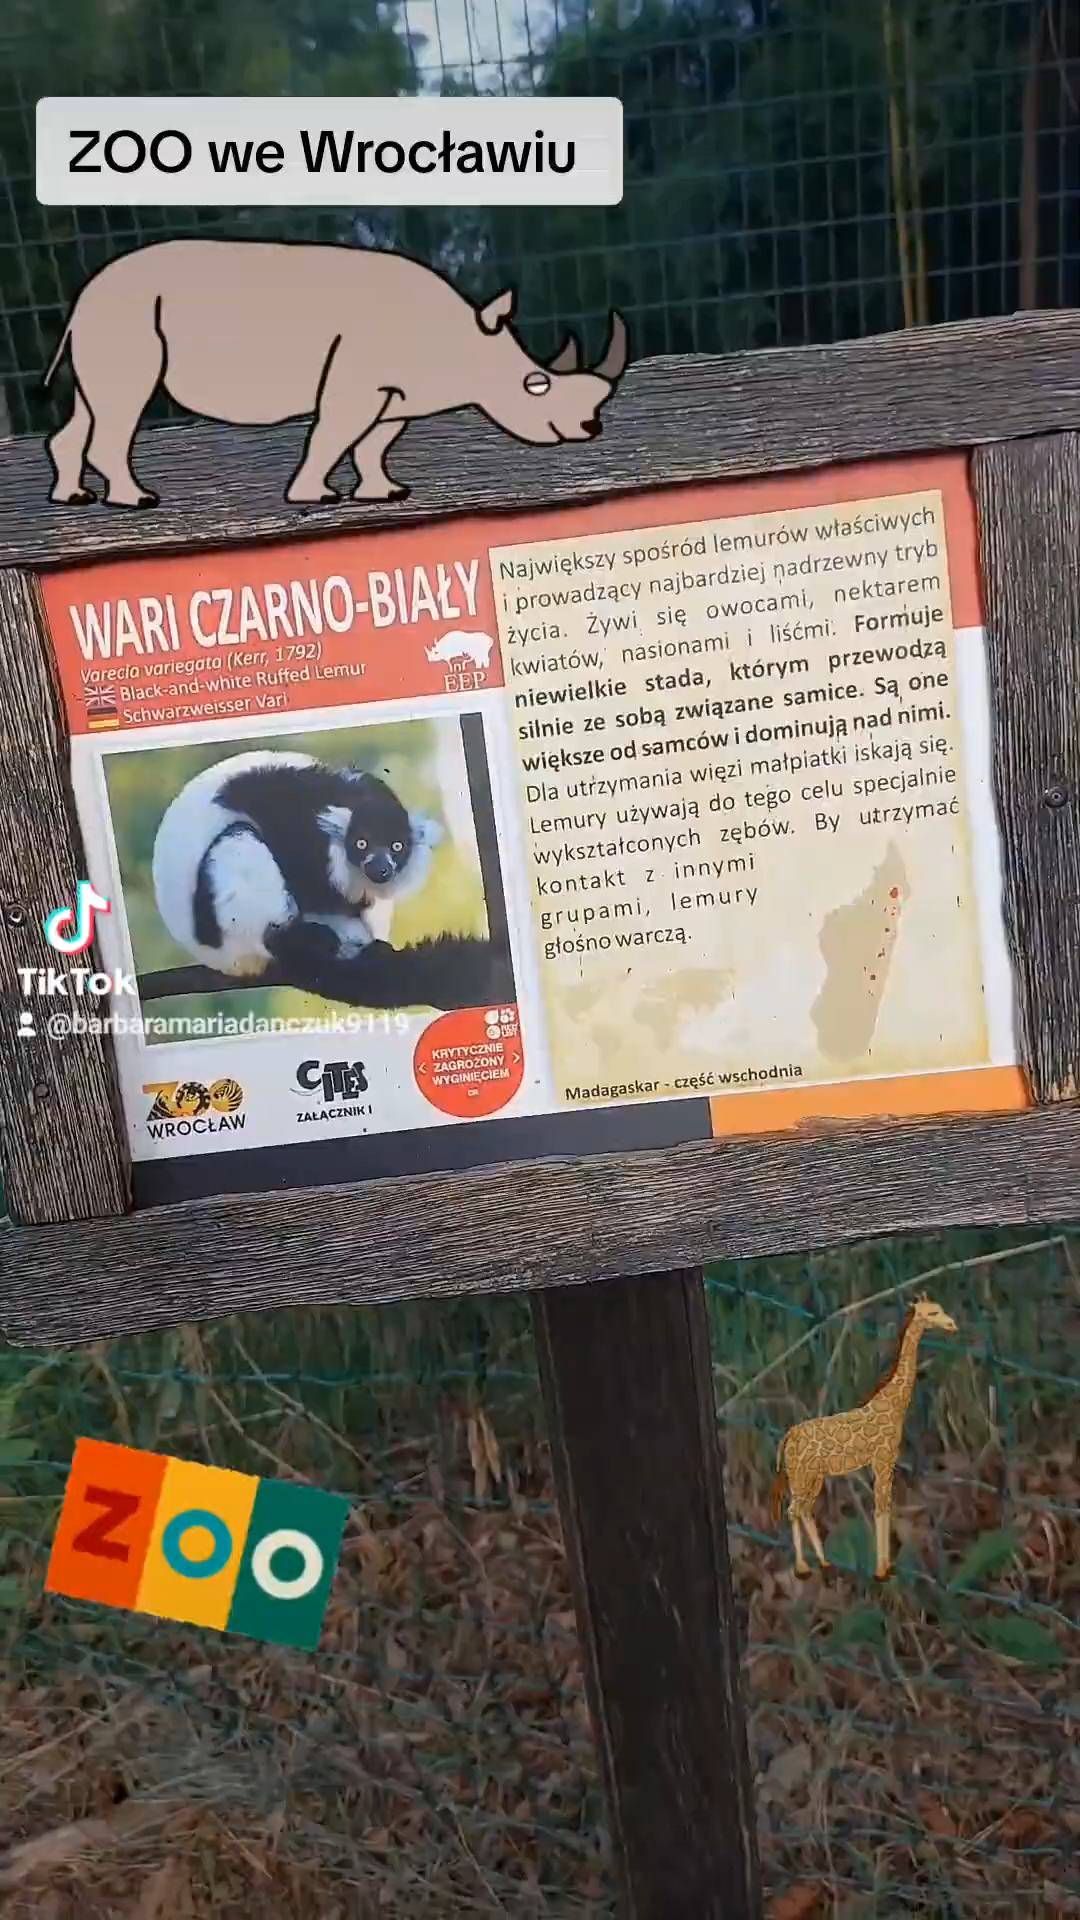 ZOO we Wrocławiu
WARI CZARNO-BIAŁY
Varecia variegata (Kerr, 1792)
Black-and-white Ruffed Lemur
Schwarzweisser Vari
EEP
Największy spośród lemurów właściwych
i prowadzący najbardziej nadrzewny tryb
życia. Żywi się owocami, nektarem
kwiatów, nasionami i liśćmi. Formuje
niewielkie stada, którym przewodzą
silnie ze sobą związane samice. Są one
większe od samców i dominują nad nimi.
Dla utrzymania więzi małpiatki iskają się.
Lemury używają do tego celu specjalnie
wykształconych zębów. By utrzymać
kontakt z innymi
grupami, lemury
głośno warczą.
Madagaskar - część wschodnia
TikTok
@barbaramariadanczuk9119
KRYTYCZNIE
ZAGROŻONY
WYGINIĘCIEM
CR
ZOO
WROCŁAW
CITES
ZAŁĄCZNIK I
ZOO